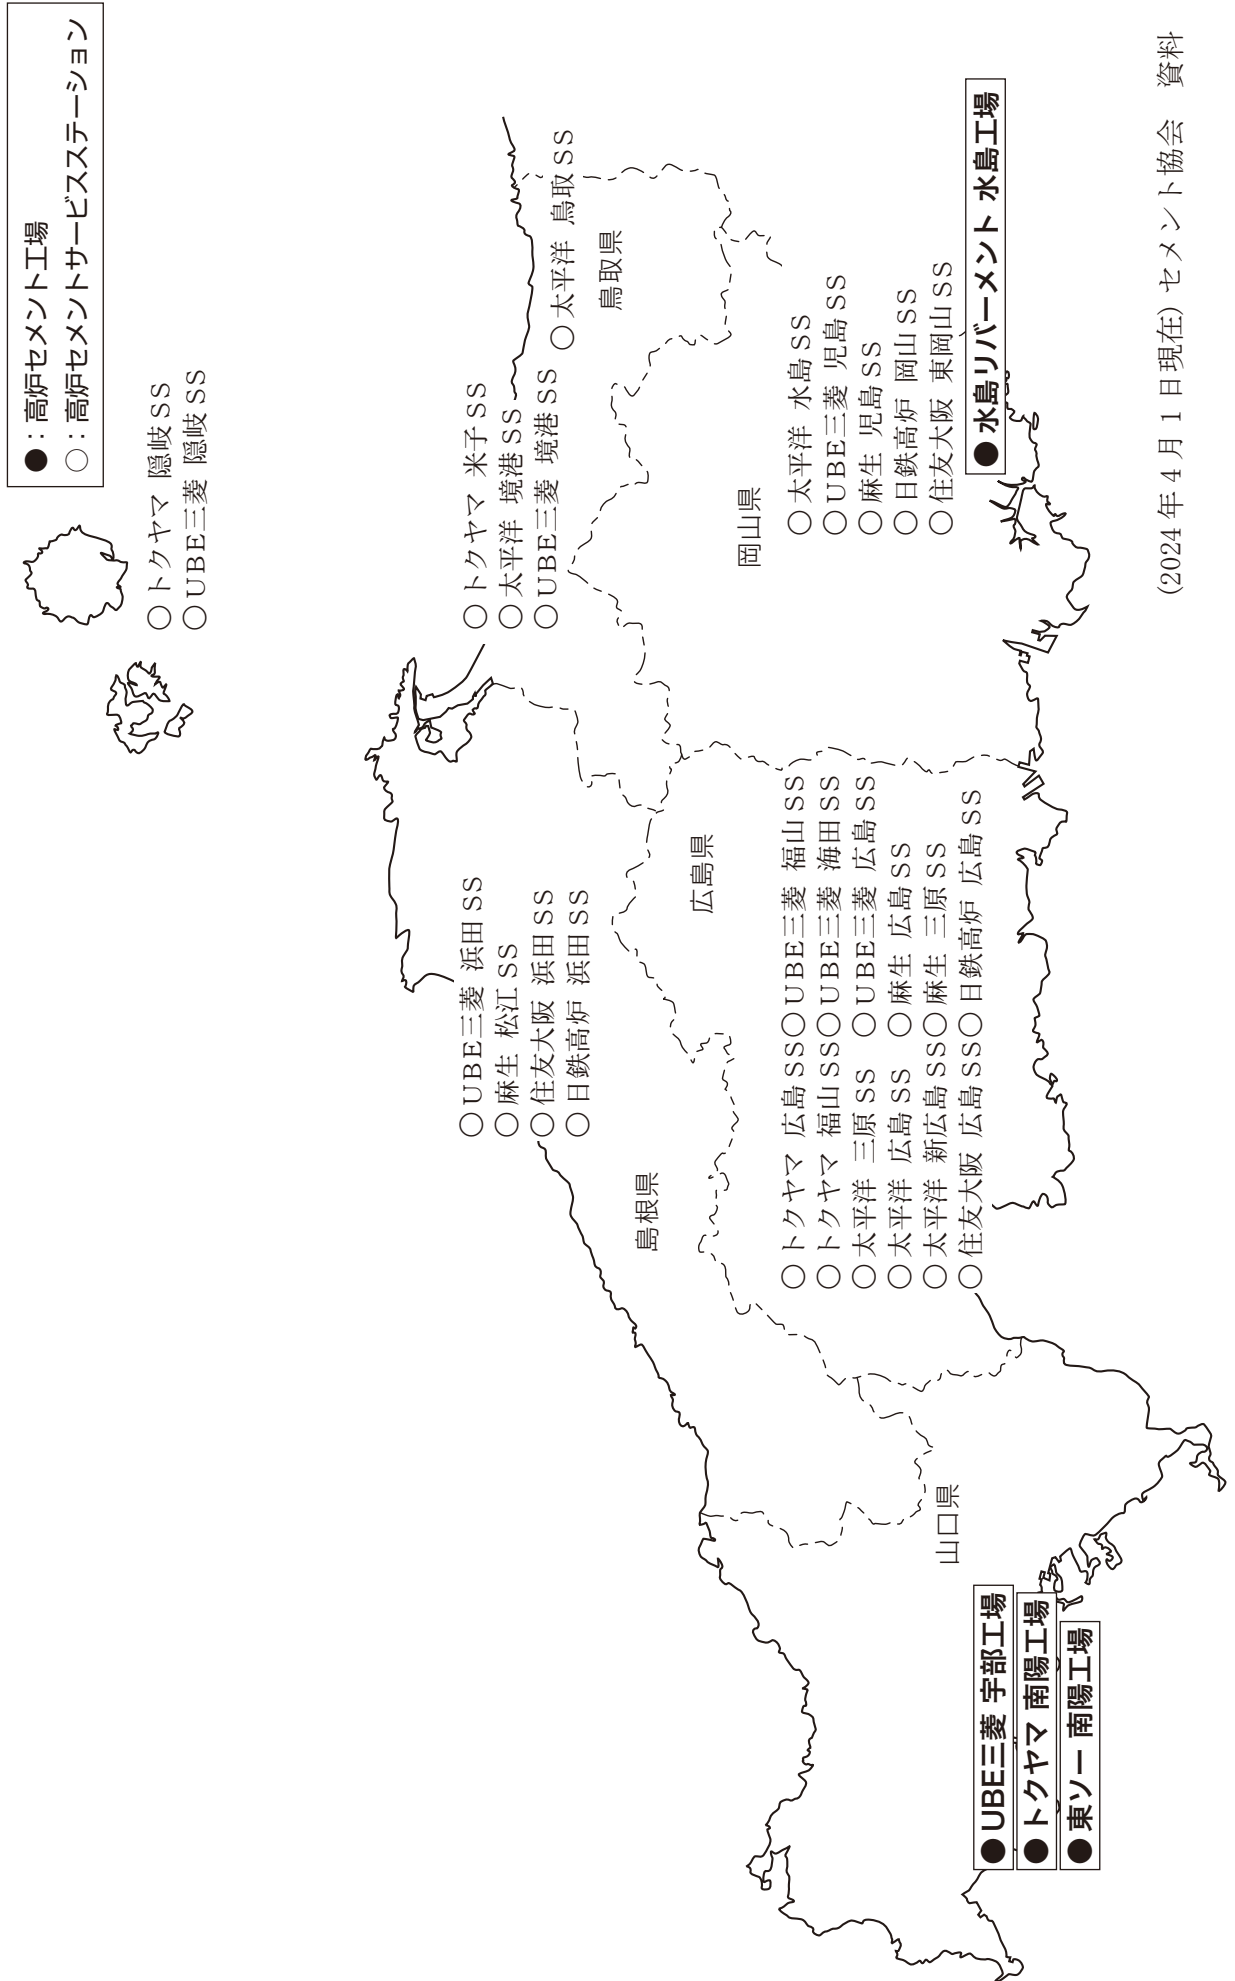 ●：高炉セメント工場
○：高炉セメントサービスステーション
○トクヤマ 隠岐SS
○UBE三菱 隠岐SS
○トクヤマ 米子SS
○太平洋 境港SS
○UBE三菱 境港SS
○太平洋 鳥取SS
鳥取県
○UBE三菱 浜田SS
○麻生 松江SS
○住友大阪 浜田SS
○日鉄高炉 浜田SS
島根県
岡山県
○太平洋 水島SS
○UBE三菱 児島SS
○麻生 児島SS
○日鉄高炉 岡山SS
○住友大阪 東岡山SS
●水島リバーメント 水島工場
広島県
○トクヤマ 広島SS○UBE三菱 福山SS
○トクヤマ 福山SS○UBE三菱 海田SS
○太平洋 三原SS ○UBE三菱 広島SS
○太平洋 広島SS ○麻生 広島SS
○太平洋 新広島SS○麻生 三原SS
○住友大阪 広島SS○日鉄高炉 広島SS
山口県
●UBE三菱 宇部工場
●トクヤマ 南陽工場
●東ソー 南陽工場
(2024年4月1日現在) セメント協会 資料